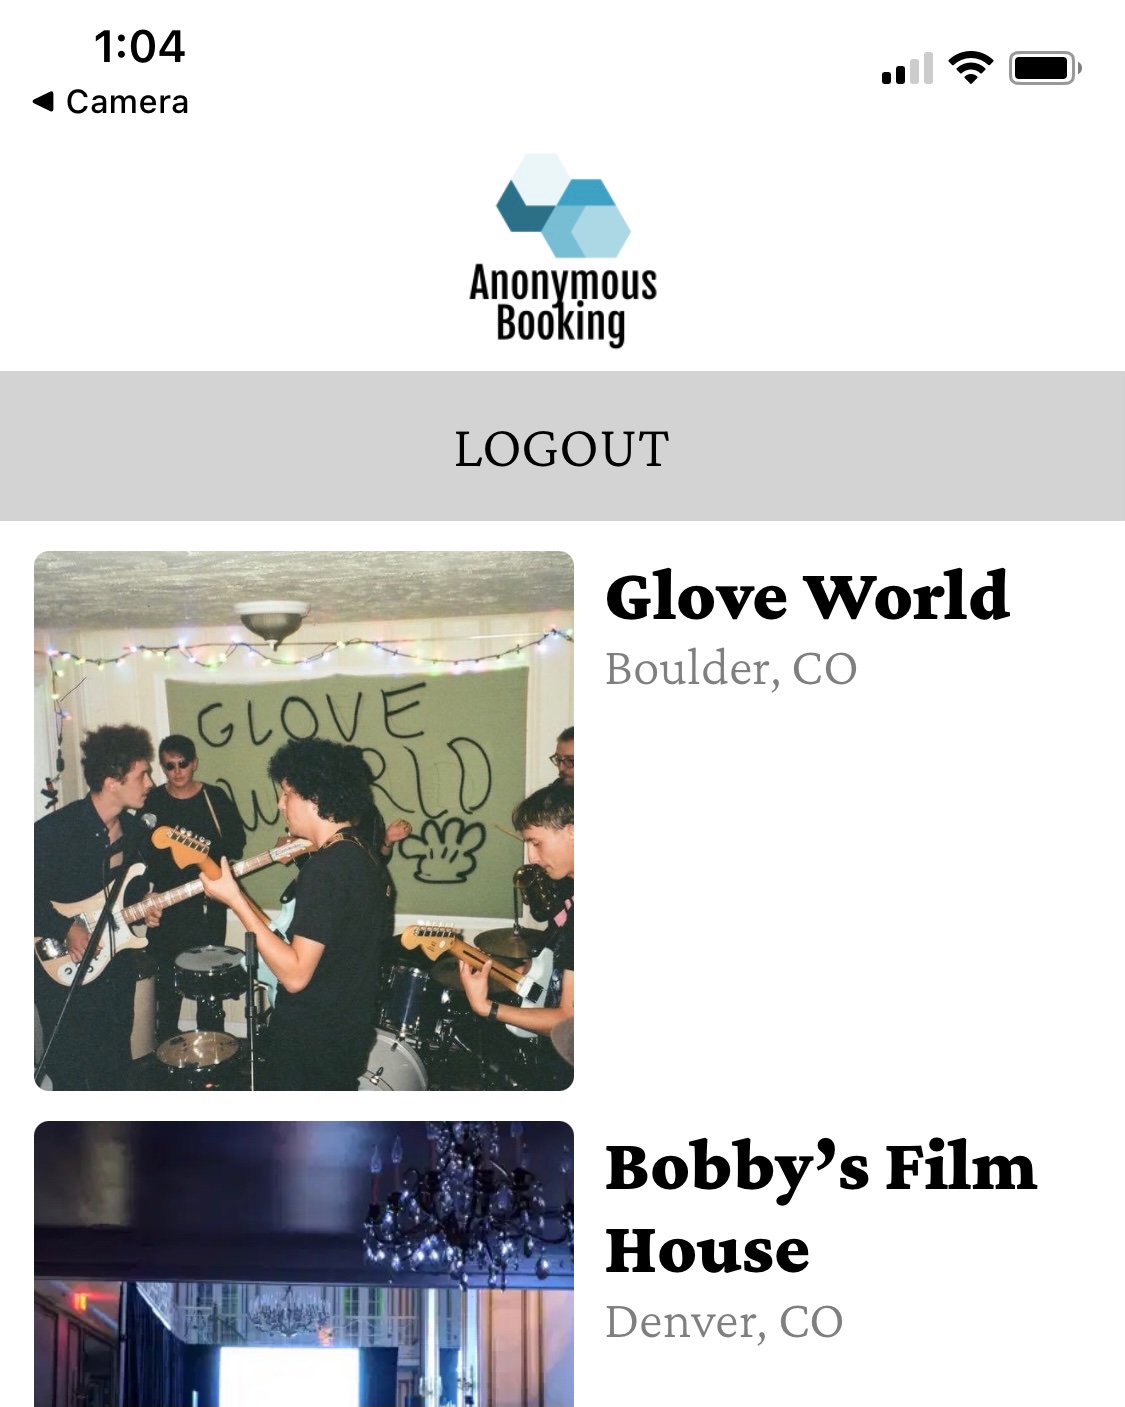 1:04
◀ Camera
Anonymous
Booking
LOGOUT
Glove World
Boulder, CO
GLOVE
WORLD
Bobby’s Film
House
Denver, CO